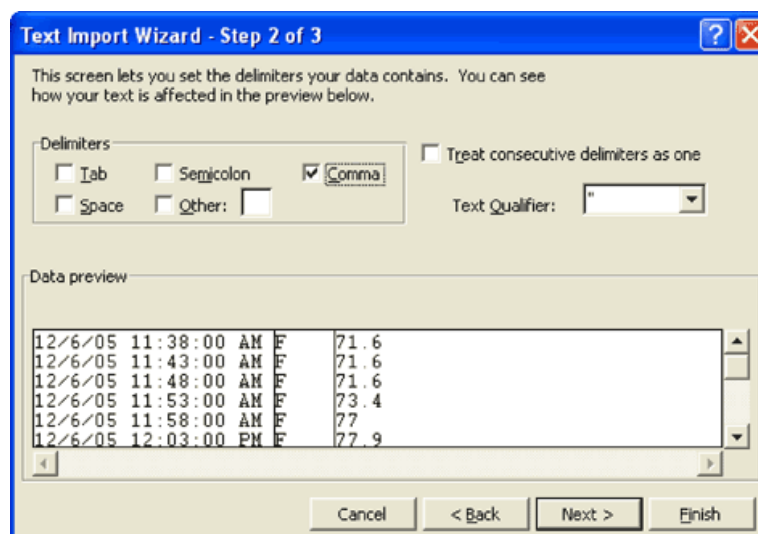 Text Import Wizard - Step 2 of 3
This screen lets you set the delimiters your data contains. You can see
how your text is affected in the preview below.
Delimiters
Tab Semicolon Comma
Space Other:
Treat consecutive delimiters as one
Text Qualifier: "
Data preview
12/6/05 11:38:00 AM F 71.6
12/6/05 11:43:00 AM F 71.6
12/6/05 11:48:00 AM F 71.6
12/6/05 11:53:00 AM F 73.4
12/6/05 11:58:00 AM F 77
12/6/05 12:03:00 PM F 77.9
Cancel < Back Next > Finish